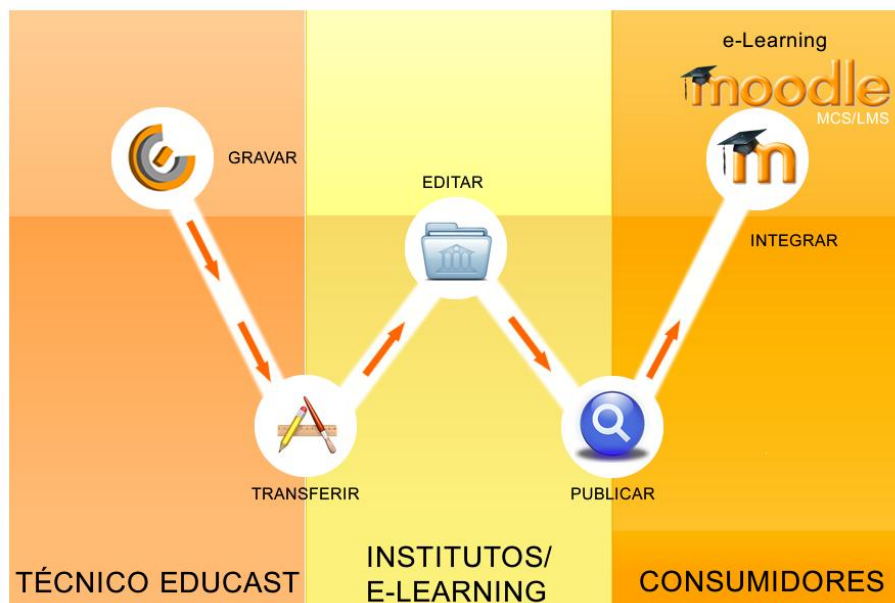 e-Learning
moodle
MCS/LMS
m
GRAVAR
EDITAR
INTEGRAR
TRANSFERIR
PUBLICAR
TÉCNICO EDUCAST
INSTITUTOS/
E-LEARNING
CONSUMIDORES